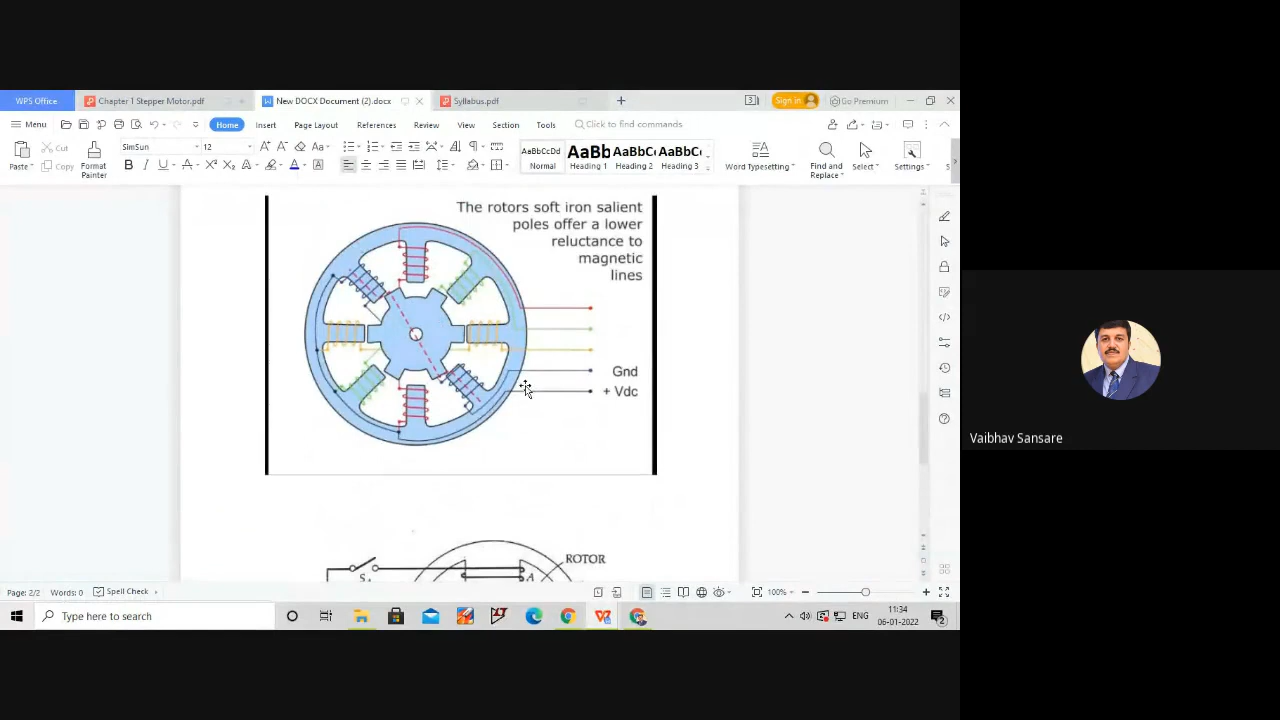 WPS Office
Chapter 1 Stepper Motor.pdf
New DOCX Document (2).docx
Syllabus.pdf
Sign in
Go Premium
Menu
Home
Insert
Page Layout
References
Review
View
Section
Tools
Click to find commands
Paste
Cut
Copy
Format
Painter
SimSun
12
AaBbCcDd
Normal
AaBb
Heading 1
AaBbC
Heading 2
AaBbC
Heading 3
Word Typesetting
Find and
Replace
Select
Settings
The rotors soft iron salient
poles offer a lower
reluctance to
magnetic
lines
Gnd
+ Vdc
ROTOR
A
Vaibhav Sansare
Page: 2/2
Words: 0
Spell Check
100%
Type here to search
ENG
11:34
06-01-2022